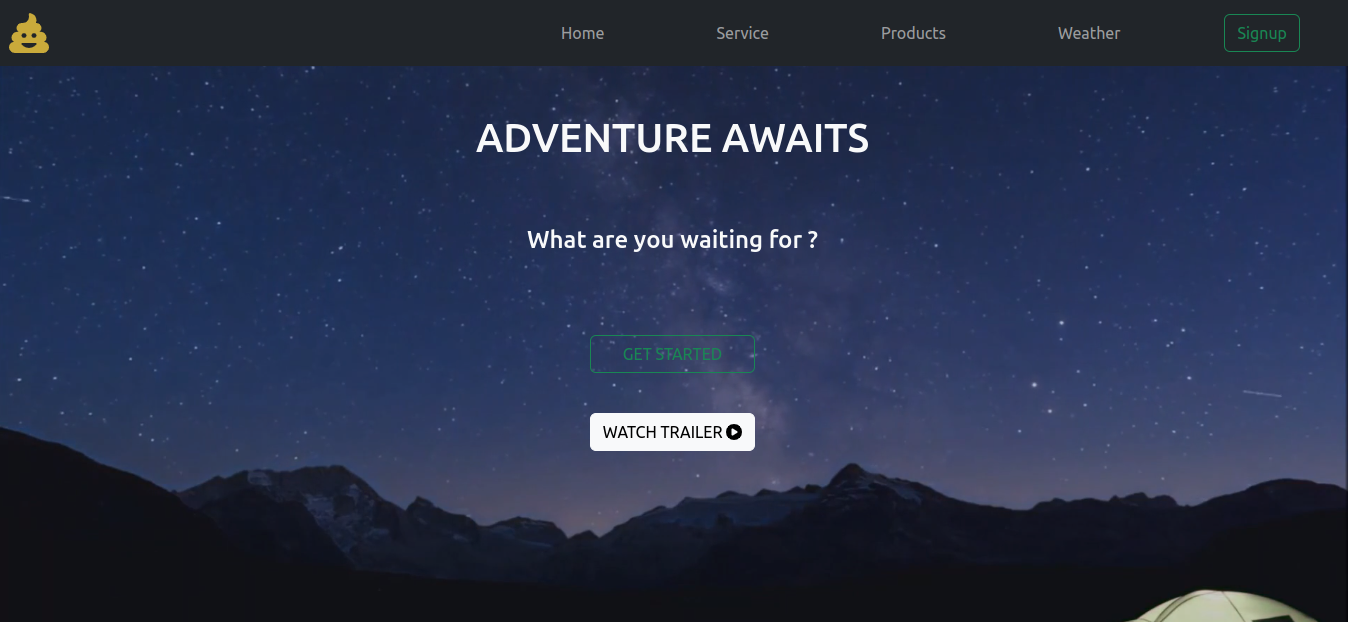 Home Service Products Weather Signup
ADVENTURE AWAITS
What are you waiting for ?
GET STARTED
WATCH TRAILER